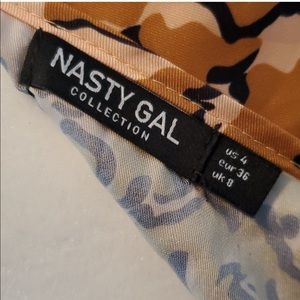 NASTY GAL
COLLECTION
us 4
eur 36
uk 8